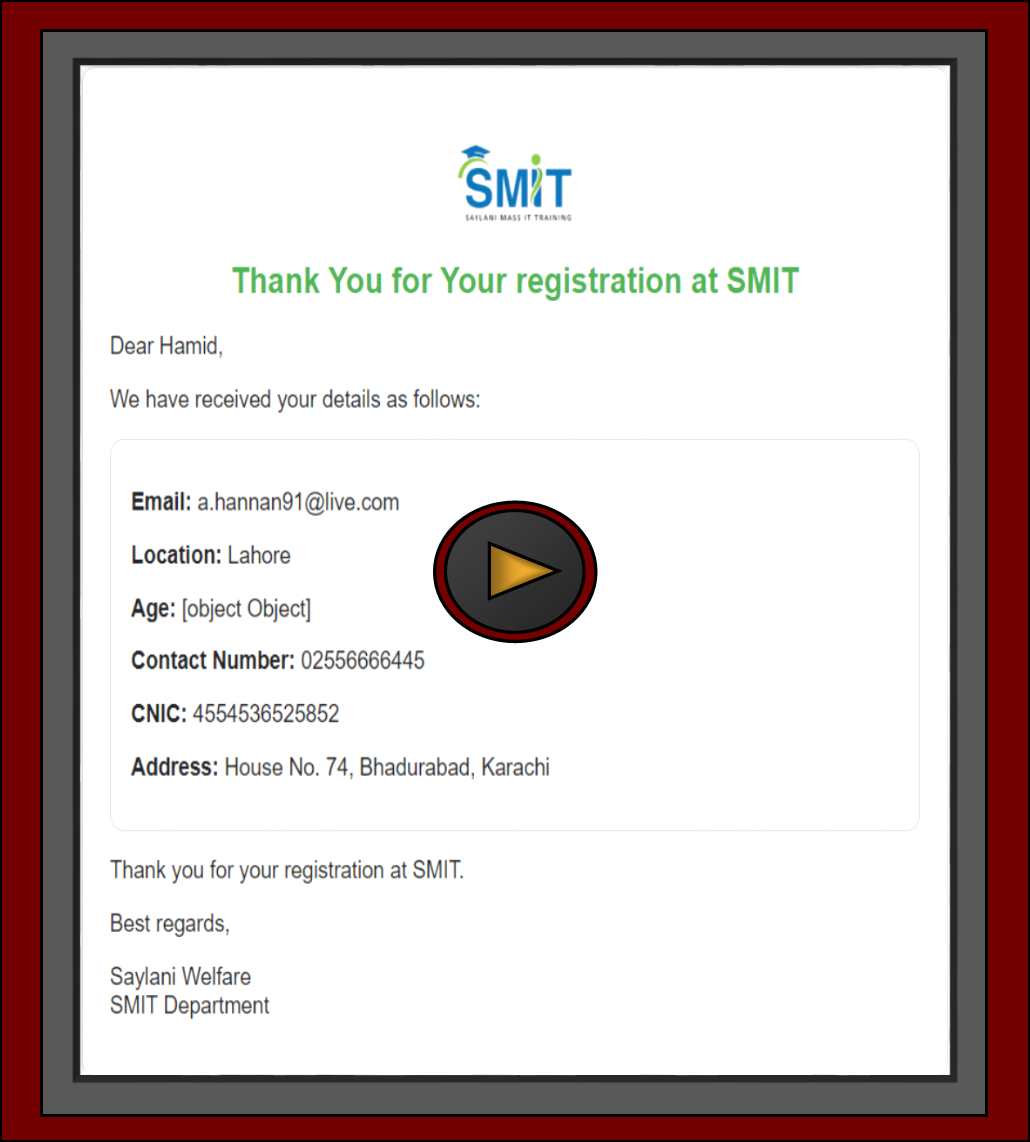 SMiT
SAYLANI MASS IT TRAINING
Thank You for Your registration at SMIT
Dear Hamid,
We have received your details as follows:
Email: a.hannan91@live.com
Location: Lahore
Age: [object Object]
Contact Number: 02556666445
CNIC: 4554536525852
Address: House No. 74, Bhadurabad, Karachi
Thank you for your registration at SMIT.
Best regards,
Saylani Welfare
SMIT Department